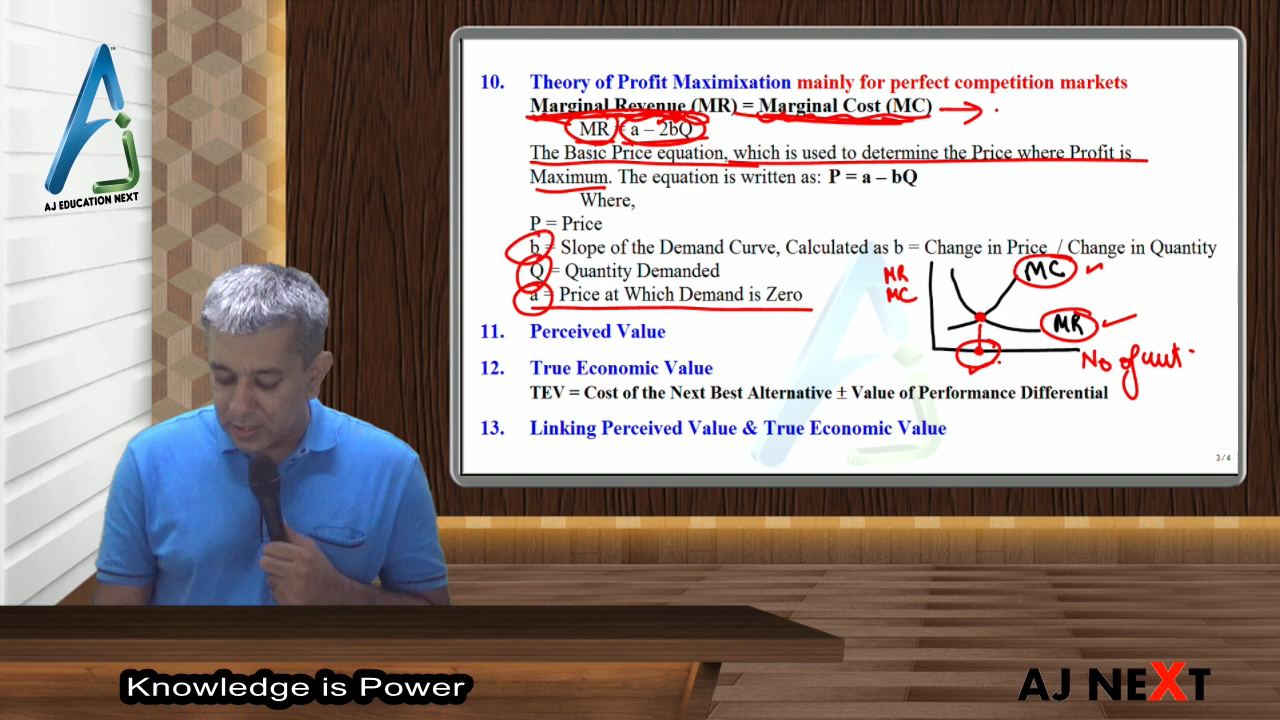 AJ EDUCATION NEXT
10. Theory of Profit Maximixation mainly for perfect competition markets
Marginal Revenue (MR) = Marginal Cost (MC)
MR = a – 2bQ
The Basic Price equation, which is used to determine the Price where Profit is
Maximum. The equation is written as: P = a – bQ
Where,
P = Price
b = Slope of the Demand Curve, Calculated as b = Change in Price / Change in Quantity
Q = Quantity Demanded
a = Price at Which Demand is Zero
MR
MC
MC
MR
No of unit
11. Perceived Value
12. True Economic Value
TEV = Cost of the Next Best Alternative ± Value of Performance Differential
13. Linking Perceived Value & True Economic Value
3/4
Knowledge is Power
AJ NEXT